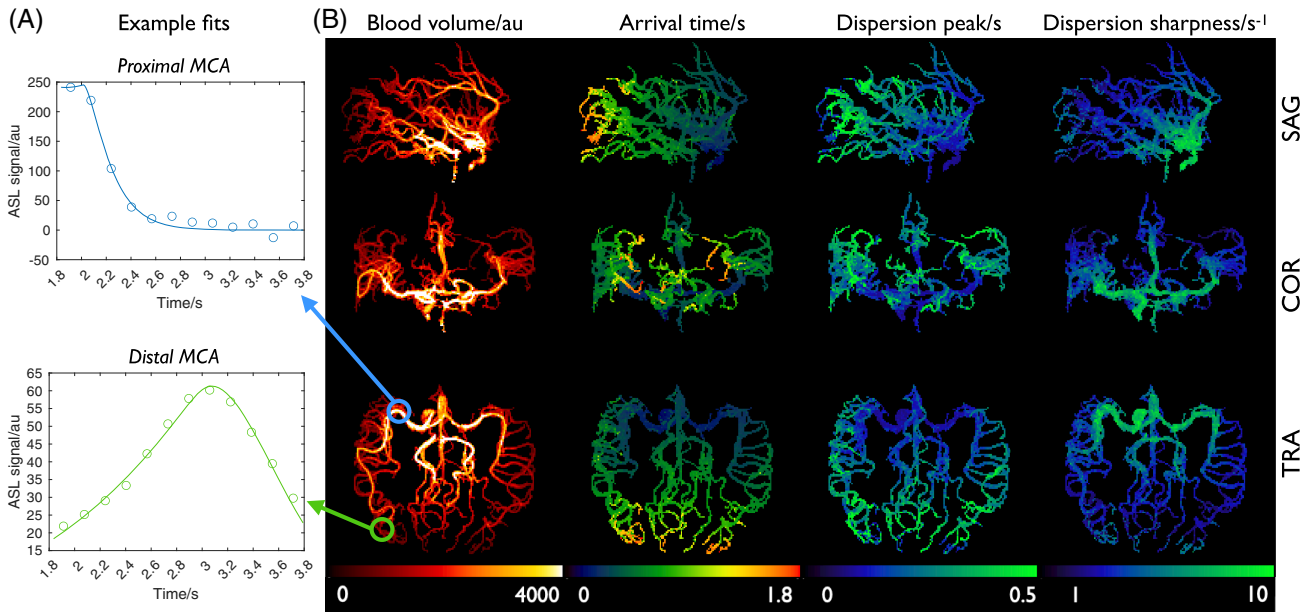 (A)
Example fits
(B)
Blood volume/au
Arrival time/s
Dispersion peak/s
Dispersion sharpness/s-1
Proximal MCA
250
200
150
100
50
0
-50
ASL signal/au
1.8 2 2.2 2.4 2.6 2.8 3 3.2 3.4 3.6 3.8
Time/s
Distal MCA
65
60
55
50
45
40
35
30
25
20
15
ASL signal/au
1.8 2 2.2 2.4 2.6 2.8 3 3.2 3.4 3.6 3.8
Time/s
SAG
COR
TRA
0 4000
0 1.8
0 0.5
1 10